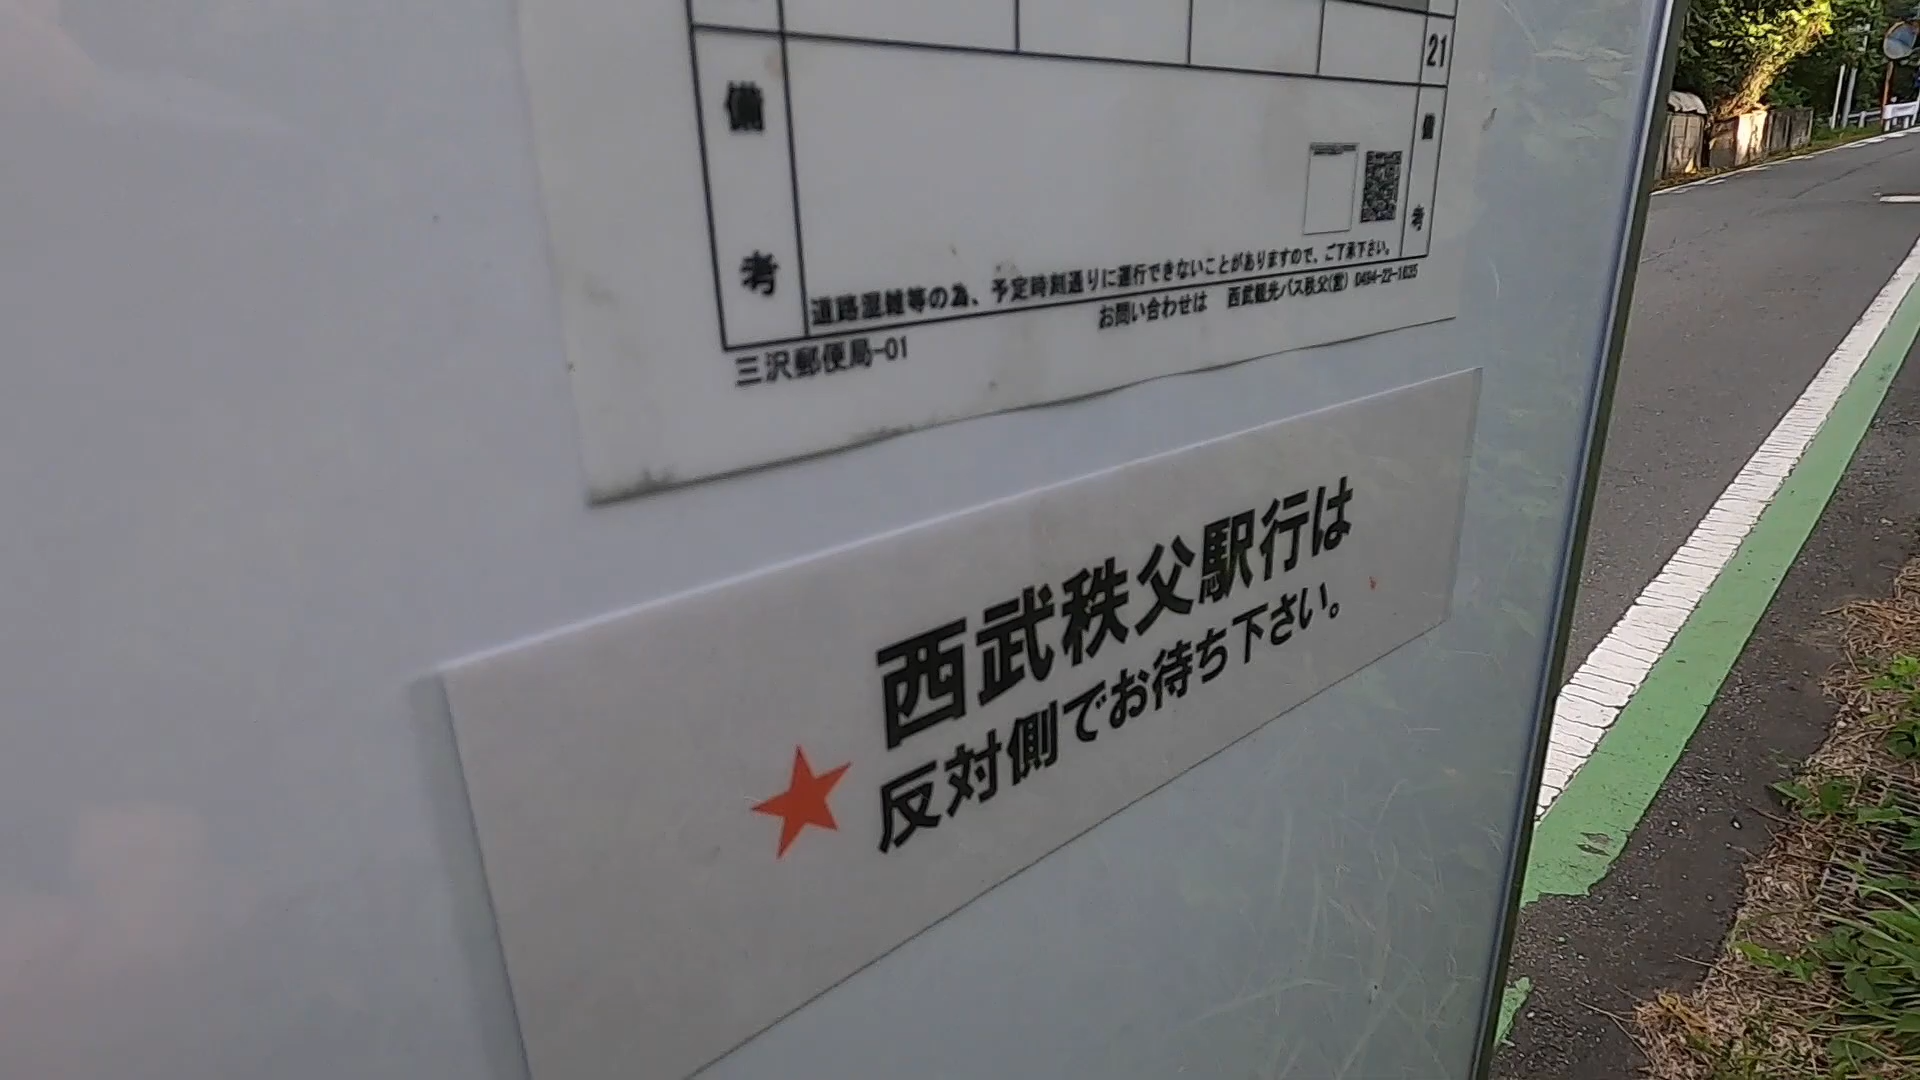 21
備考
備考
道路混雑等の為、予定時刻通りに運行できないことがありますので、ご了承下さい。
お問い合わせは 西武観光バス秩父(営) 0494-22-1635
三沢郵便局-01
西武秩父駅行は
★反対側でお待ち下さい。